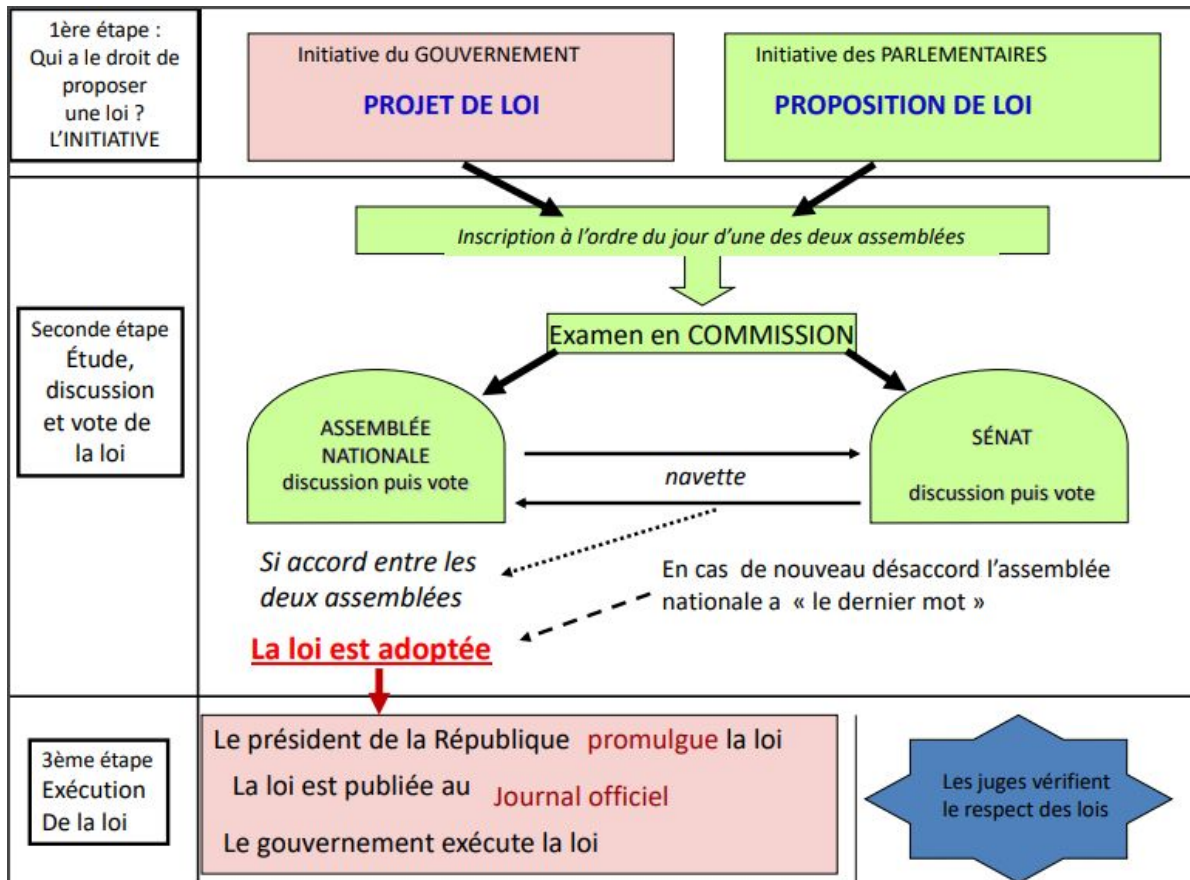 1ère étape :
Qui a le droit de
proposer
une loi ?
L’INITIATIVE
Initiative du GOUVERNEMENT
PROJET DE LOI
Initiative des PARLEMENTAIRES
PROPOSITION DE LOI
Inscription à l’ordre du jour d’une des deux assemblées
Seconde étape
Étude,
discussion
et vote de
la loi
Examen en COMMISSION
ASSEMBLÉE
NATIONALE
discussion puis vote
navette
SÉNAT
discussion puis vote
Si accord entre les
deux assemblées
En cas de nouveau désaccord l’assemblée
nationale a « le dernier mot »
La loi est adoptée
3ème étape
Exécution
De la loi
Le président de la République promulgue la loi
La loi est publiée au Journal officiel
Le gouvernement exécute la loi
Les juges vérifient
le respect des lois